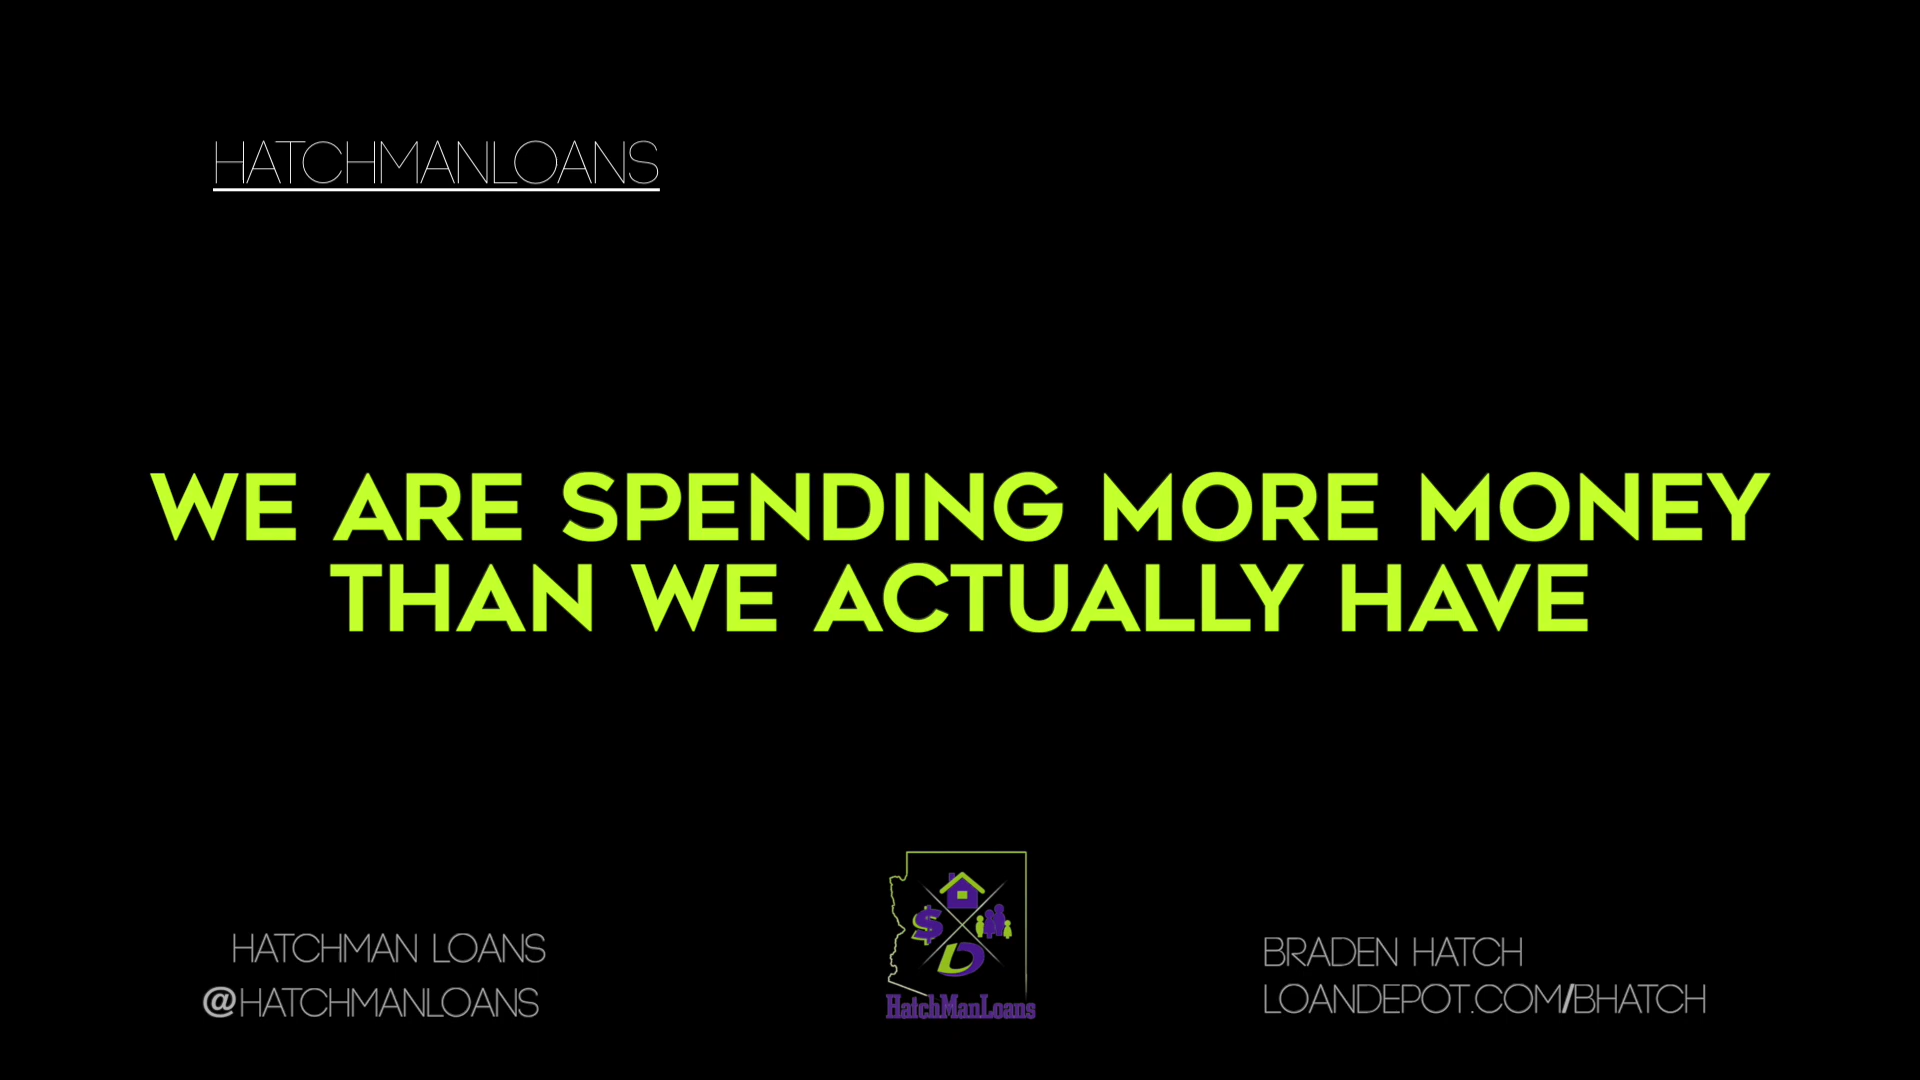 HATCHMANLOANS
WE ARE SPENDING MORE MONEY
THAN WE ACTUALLY HAVE
HATCHMAN LOANS
@HATCHMANLOANS
$
D
HatchManLoans
BRADEN HATCH
LOANDEPOT.COM/BHATCH